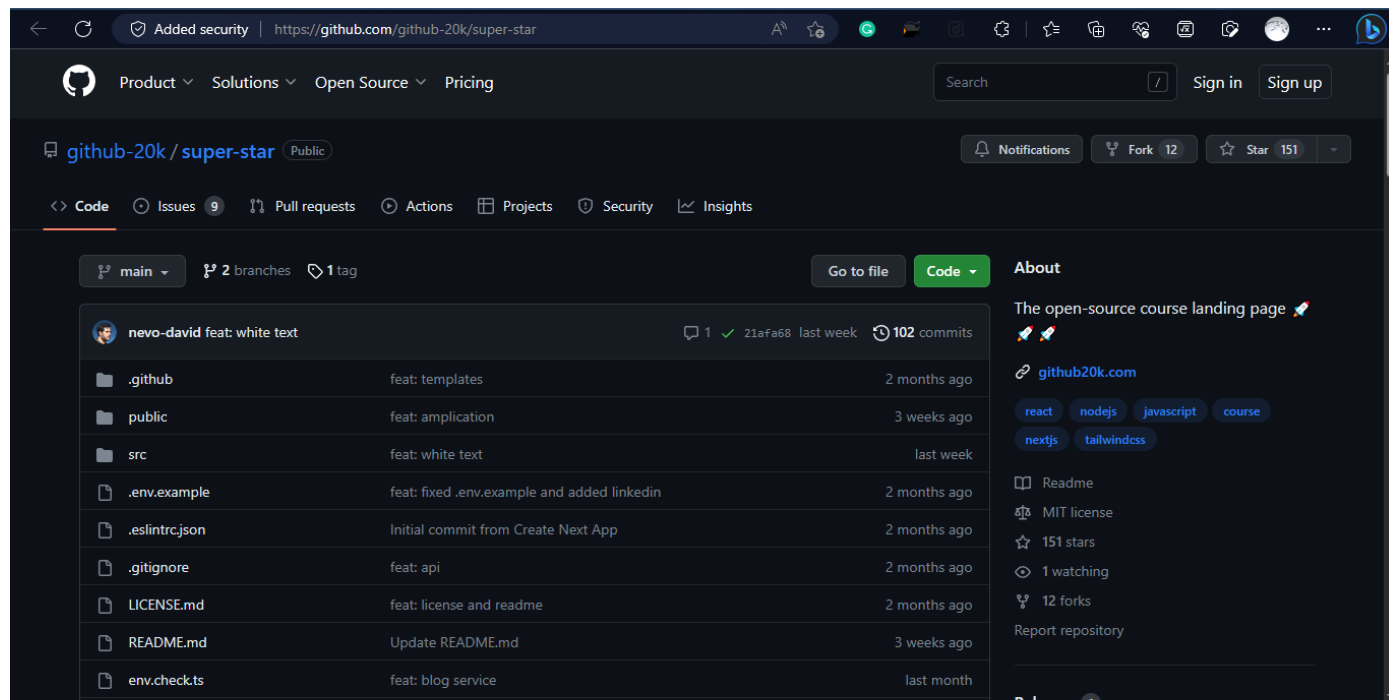 Added security https://github.com/github-20k/super-star
Product Solutions Open Source Pricing Search / Sign in Sign up
github-20k / super-star Public Notifications Fork 12 Star 151
Code Issues 9 Pull requests Actions Projects Security Insights
main 2 branches 1 tag Go to file Code
nevo-david feat: white text 1 21afa68 last week 102 commits
.github feat: templates 2 months ago
public feat: amplication 3 weeks ago
src feat: white text last week
.env.example feat: fixed .env.example and added linkedin 2 months ago
.eslintrc.json Initial commit from Create Next App 2 months ago
.gitignore feat: api 2 months ago
LICENSE.md feat: license and readme 2 months ago
README.md Update README.md 3 weeks ago
env.check.ts feat: blog service last month
About
The open-source course landing page 🚀
🚀 🚀
github20k.com
react nodejs javascript course
nextjs tailwindcss
Readme
MIT license
151 stars
1 watching
12 forks
Report repository